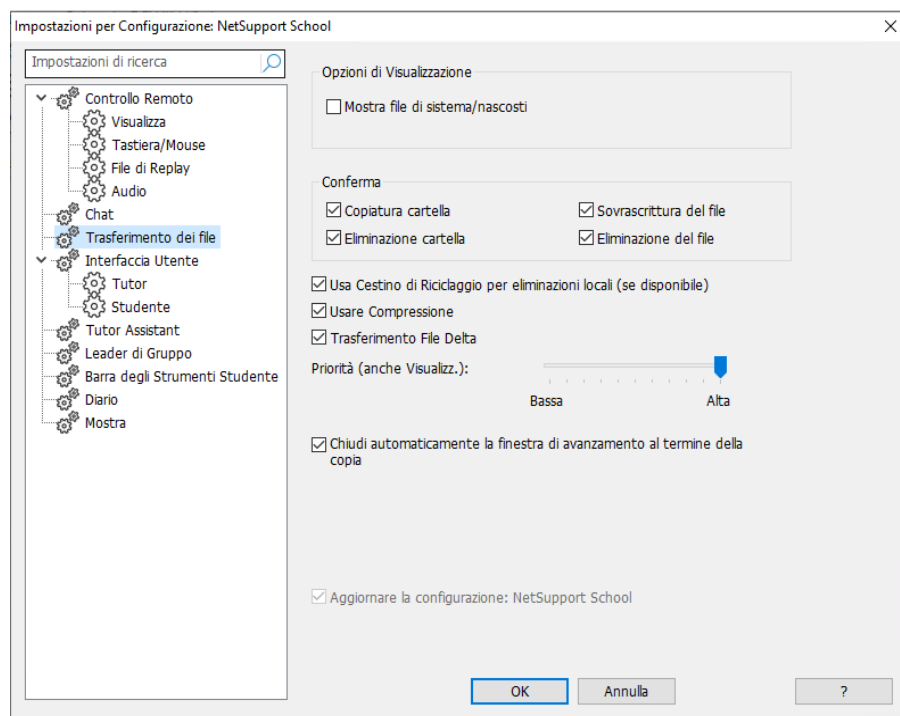 Impostazioni per Configurazione: NetSupport School
Impostazioni di ricerca
Controllo Remoto
Visualizza
Tastiera/Mouse
File di Replay
Audio
Chat
Trasferimento dei file
Interfaccia Utente
Tutor
Studente
Tutor Assistant
Leader di Gruppo
Barra degli Strumenti Studente
Diario
Mostra
Opzioni di Visualizzazione
Mostra file di sistema/nascosti
Conferma
Copiatura cartella
Sovrascrittura del file
Eliminazione cartella
Eliminazione del file
Usa Cestino di Riciclaggio per eliminazioni locali (se disponibile)
Usare Compressione
Trasferimento File Delta
Priorità (anche Visualizz.):
Bassa
Alta
Chiudi automaticamente la finestra di avanzamento al termine della
copia
Aggiornare la configurazione: NetSupport School
OK
Annulla
?